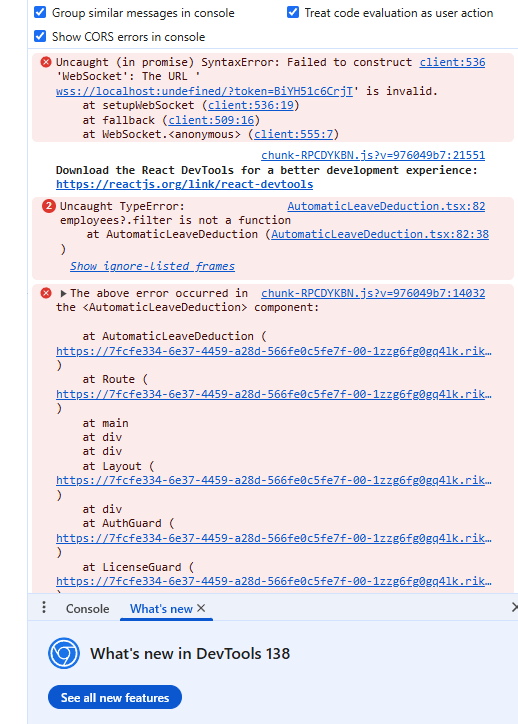 Group similar messages in console
Treat code evaluation as user action
Show CORS errors in console
Uncaught (in promise) SyntaxError: Failed to construct client:536
'WebSocket': The URL '
wss://localhost:undefined/?token=BiYH51c6CrjT' is invalid.
at setupWebSocket (client:536:19)
at fallback (client:509:16)
at WebSocket.<anonymous> (client:555:7)
chunk-RPCDYKBN.js?v=976049b7:21551
Download the React DevTools for a better development experience:
https://reactjs.org/link/react-devtools
2 Uncaught TypeError: AutomaticLeaveDeduction.tsx:82
employees?.filter is not a function
at AutomaticLeaveDeduction (AutomaticLeaveDeduction.tsx:82:38
)
Show ignore-listed frames
The above error occurred in chunk-RPCDYKBN.js?v=976049b7:14032
the <AutomaticLeaveDeduction> component:
at AutomaticLeaveDeduction (
https://7fcfe334-6e37-4459-a28d-566fe0c5fe7f-00-1zzg6fg0gq4lk.rik…
)
at Route (
https://7fcfe334-6e37-4459-a28d-566fe0c5fe7f-00-1zzg6fg0gq4lk.rik…
)
at main
at div
at div
at Layout (
https://7fcfe334-6e37-4459-a28d-566fe0c5fe7f-00-1zzg6fg0gq4lk.rik…
)
at div
at AuthGuard (
https://7fcfe334-6e37-4459-a28d-566fe0c5fe7f-00-1zzg6fg0gq4lk.rik…
)
at LicenseGuard (
https://7fcfe334-6e37-4459-a28d-566fe0c5fe7f-00-1zzg6fg0gq4lk.rik…
)
Console
What's new
What's new in DevTools 138
See all new features